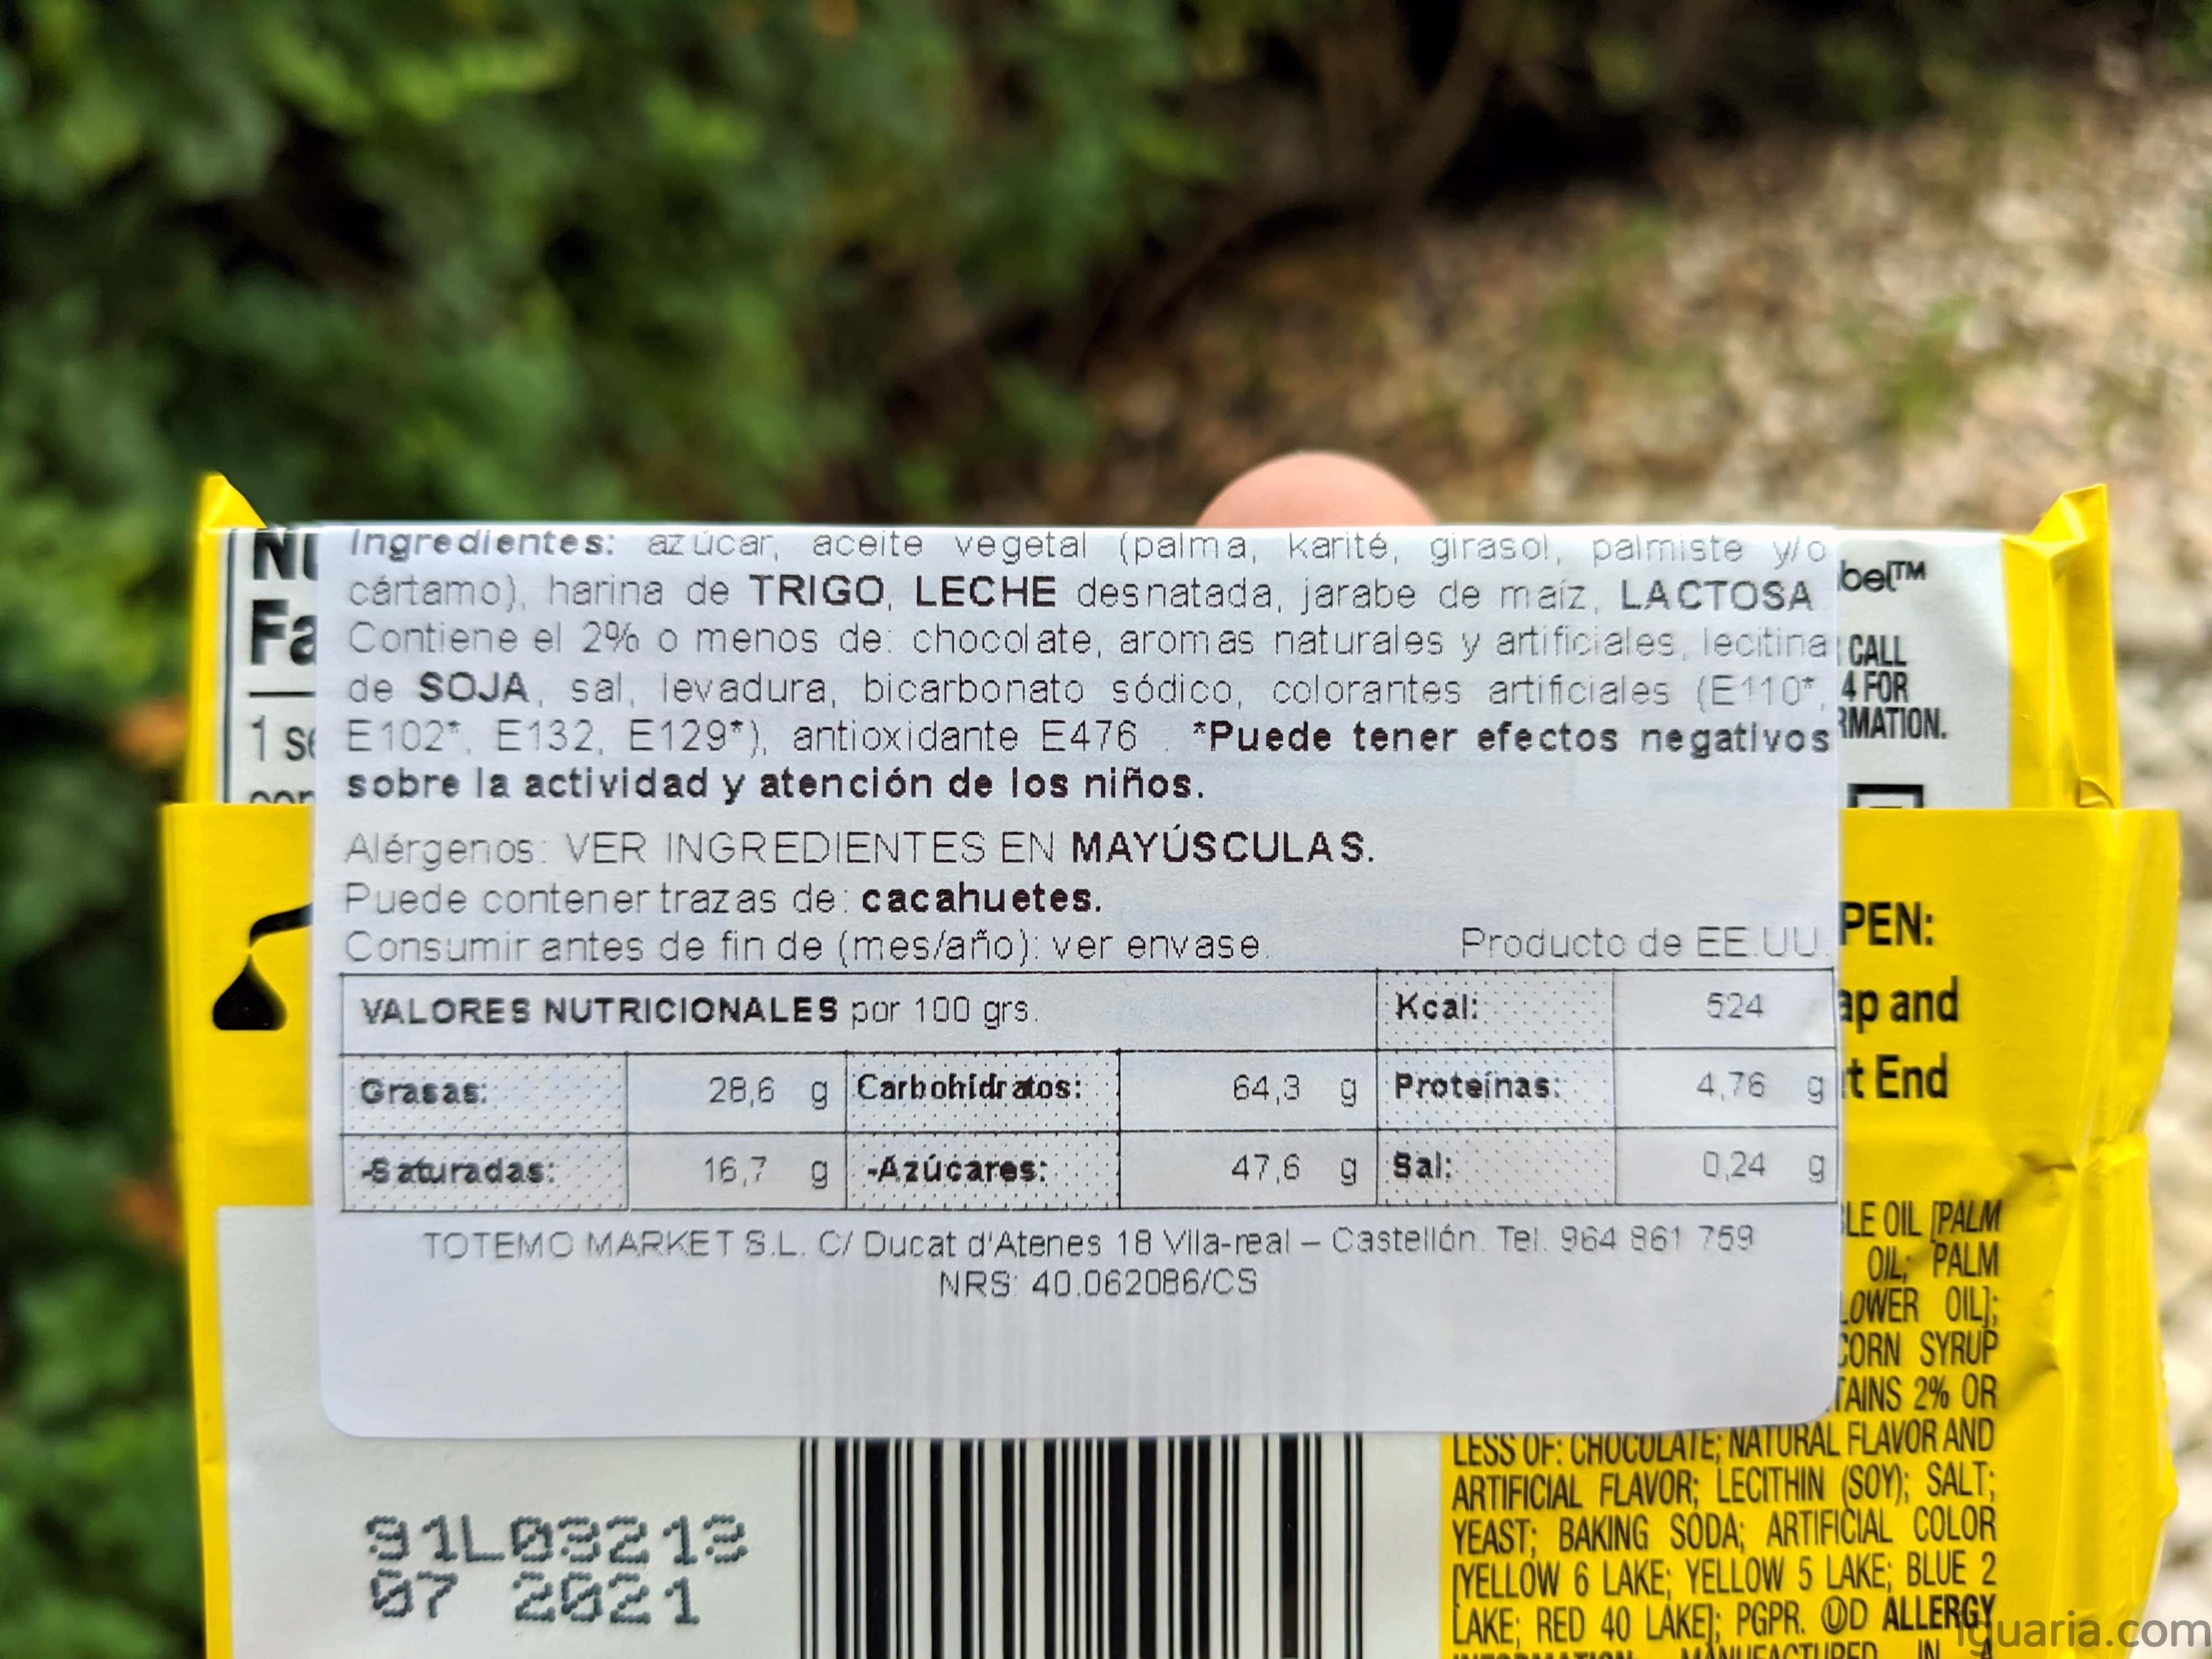 Nu
Fa
1 se
con
Ingredientes: azúcar, aceite vegetal (palma, karité, girasol, palmiste y/o
cártamo), harina de TRIGO, LECHE desnatada, jarabe de maíz, LACTOSA.
Contiene el 2% o menos de: chocolate, aromas naturales y artificiales, lecitina
de SOJA, sal, levadura, bicarbonato sódico, colorantes artificiales (E110*,
E102*, E132, E129*), antioxidante E476 . *Puede tener efectos negativos
sobre la actividad y atención de los niños.
Alérgenos: VER INGREDIENTES EN MAYÚSCULAS.
Puede contener trazas de: cacahuetes.
Consumir antes de fin de (mes/año): ver envase. Producto de EE.UU.
VALORES NUTRICIONALES por 100 grs. Kcal: 524
Grasas: 28,6 g Carbohidratos: 64,3 g Proteínas: 4,76 g
-Saturadas: 16,7 g -Azúcares: 47,6 g Sal: 0,24 g
TOTEMO MARKET S.L. C/ Ducat d'Atenes 18 Vila-real – Castellón. Tel. 964 861 759
NRS: 40.062086/CS
bel™
CALL
4 FOR
RMATION.
PEN:
ap and
t End
LE OIL [PALM
OIL; PALM
LOWER OIL];
CORN SYRUP
TAINS 2% OR
LESS OF: CHOCOLATE; NATURAL FLAVOR AND
ARTIFICIAL FLAVOR; LECITHIN (SOY); SALT;
YEAST; BAKING SODA; ARTIFICIAL COLOR
[YELLOW 6 LAKE; YELLOW 5 LAKE; BLUE 2
LAKE; RED 40 LAKE]; PGPR. UD ALLERGY
INFORMATION: MANUFACTURED IN A
91L03213
07 2021
iguaria.com